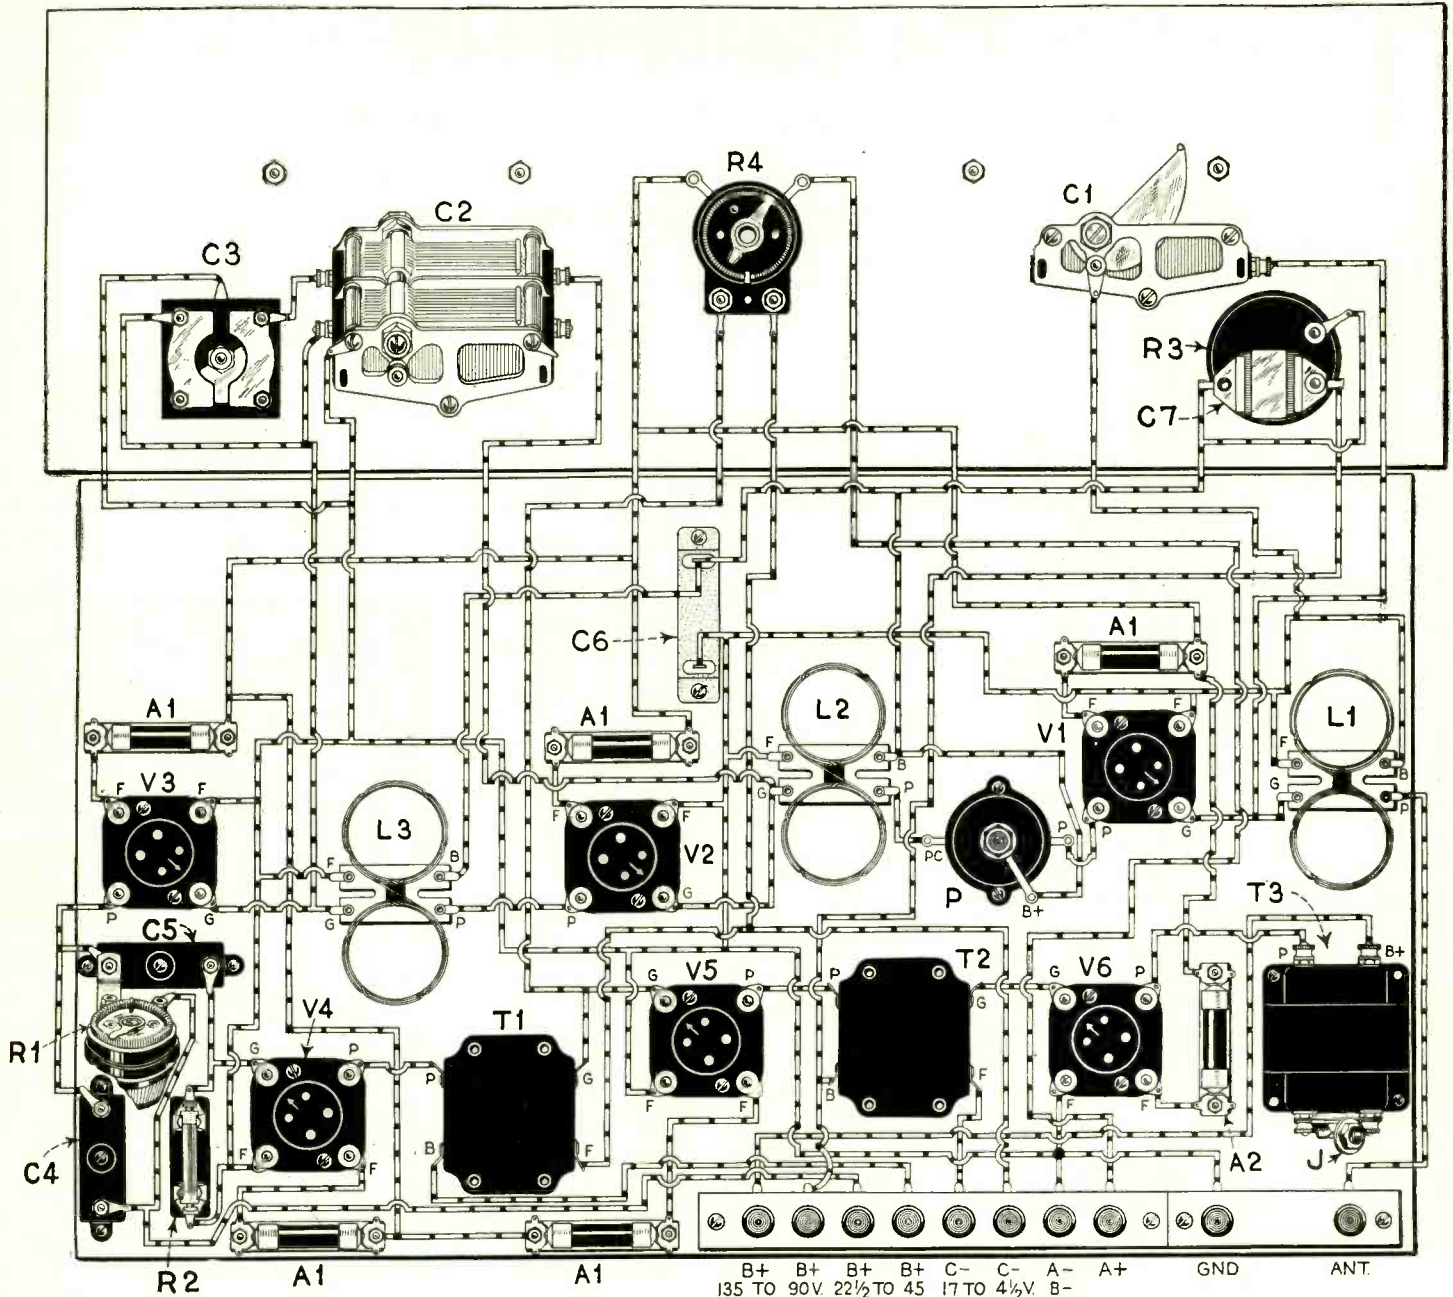 R4
C1
C2
C3
R3
C7
C6
A1
A1
A1
L2
L1
V1
F F
P G
F B
G P
F B
G P
V3
F F
P G
L3
F B
G P
V2
F F
P G
PC P
P
B+
C5
T3
P B+
R1
V4
G P
F F
T1
P G
B F
V5
G P
F F
T2
P G
B F
V6
G P
F F
C4
R2
A1
A1
A2
J
B+ B+ B+ B+ C- C- A- A+ GND ANT.
135 TO 90V. 22½ TO 45 17 TO 4½V. B-